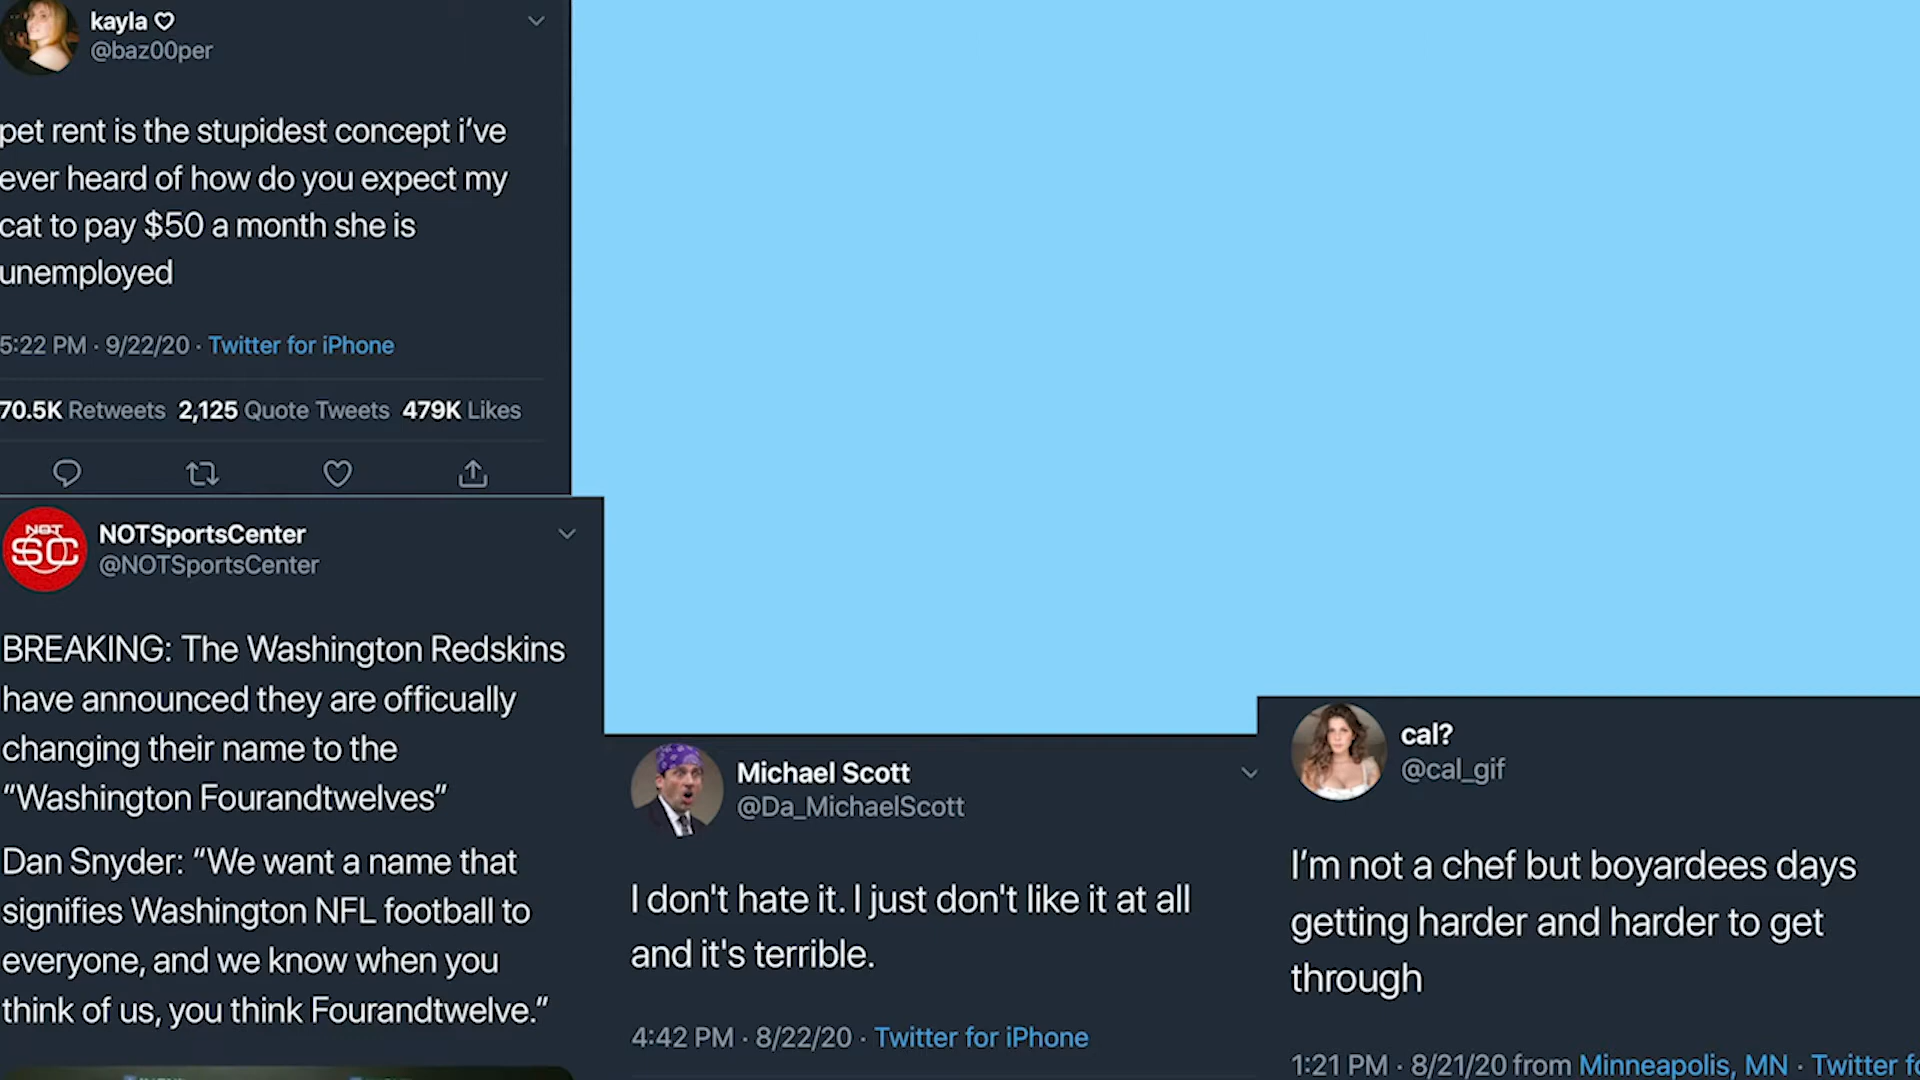 kayla ♡
@baz00per
pet rent is the stupidest concept i've
ever heard of how do you expect my
cat to pay $50 a month she is
unemployed
5:22 PM · 9/22/20 · Twitter for iPhone
70.5K Retweets 2,125 Quote Tweets 479K Likes
NOT
SC
NOTSportsCenter
@NOTSportsCenter
BREAKING: The Washington Redskins
have announced they are officually
changing their name to the
“Washington Fourandtwelves”
Dan Snyder: “We want a name that
signifies Washington NFL football to
everyone, and we know when you
think of us, you think Fourandtwelve.“
Michael Scott
@Da_MichaelScott
I don't hate it. I just don't like it at all
and it's terrible.
4:42 PM · 8/22/20 · Twitter for iPhone
cal?
@cal_gif
I’m not a chef but boyardees days
getting harder and harder to get
through
1:21 PM · 8/21/20 from Minneapolis, MN · Twitter